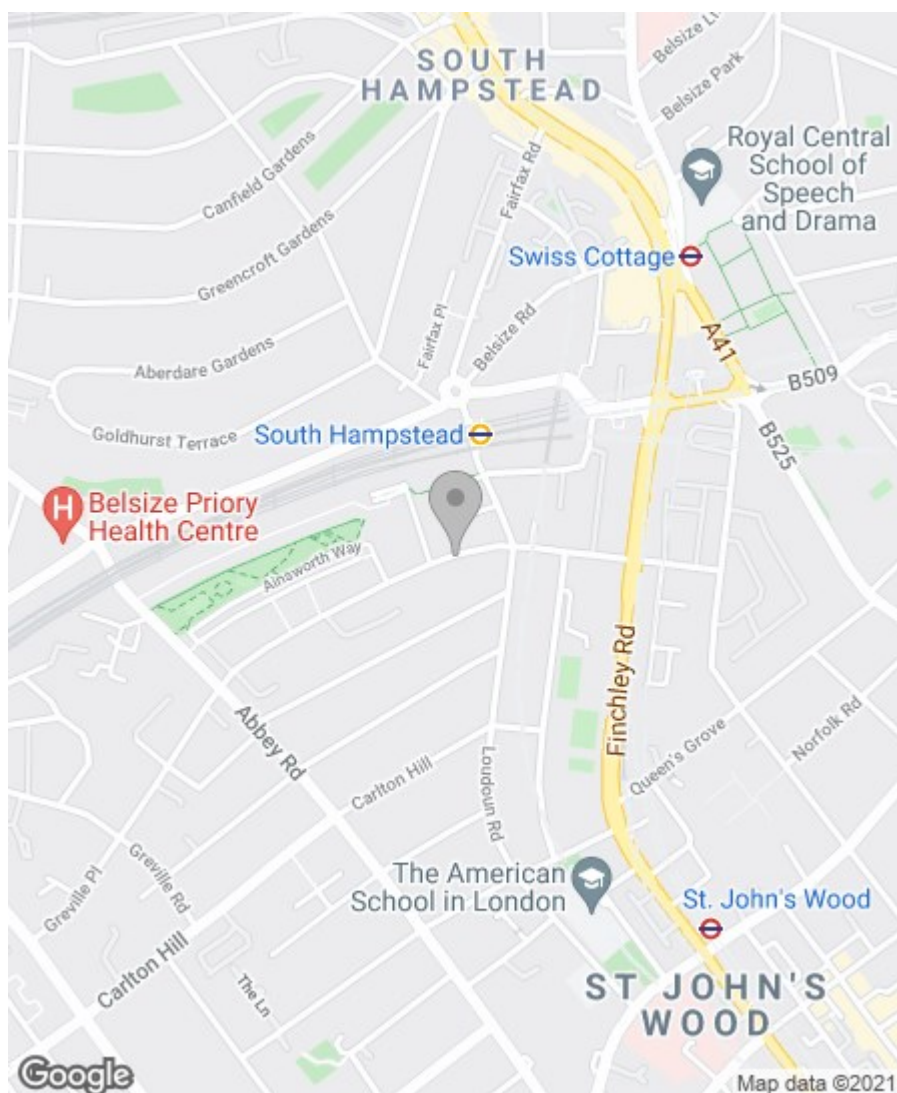 SOUTH
HAMPSTEAD
Belsize Ln
Belsize Park
Royal Central
School of
Speech
and Drama
Canfield Gardens
Fairfax Rd
Swiss Cottage
Greencroft Gardens
Fairfax Pl
Belsize Rd
A41
Aberdare Gardens
B509
Goldhurst Terrace
South Hampstead
B525
H
Belsize Priory
Health Centre
Ainsworth Way
Finchley Rd
Abbey Rd
Queen's Grove
Norfolk Rd
Loudoun Rd
Carlton Hill
Greville Pl
Greville Rd
The American
School in London
St. John's Wood
Carlton Hill
The Ln
ST JOHN'S
WOOD
Google
Map data ©2021